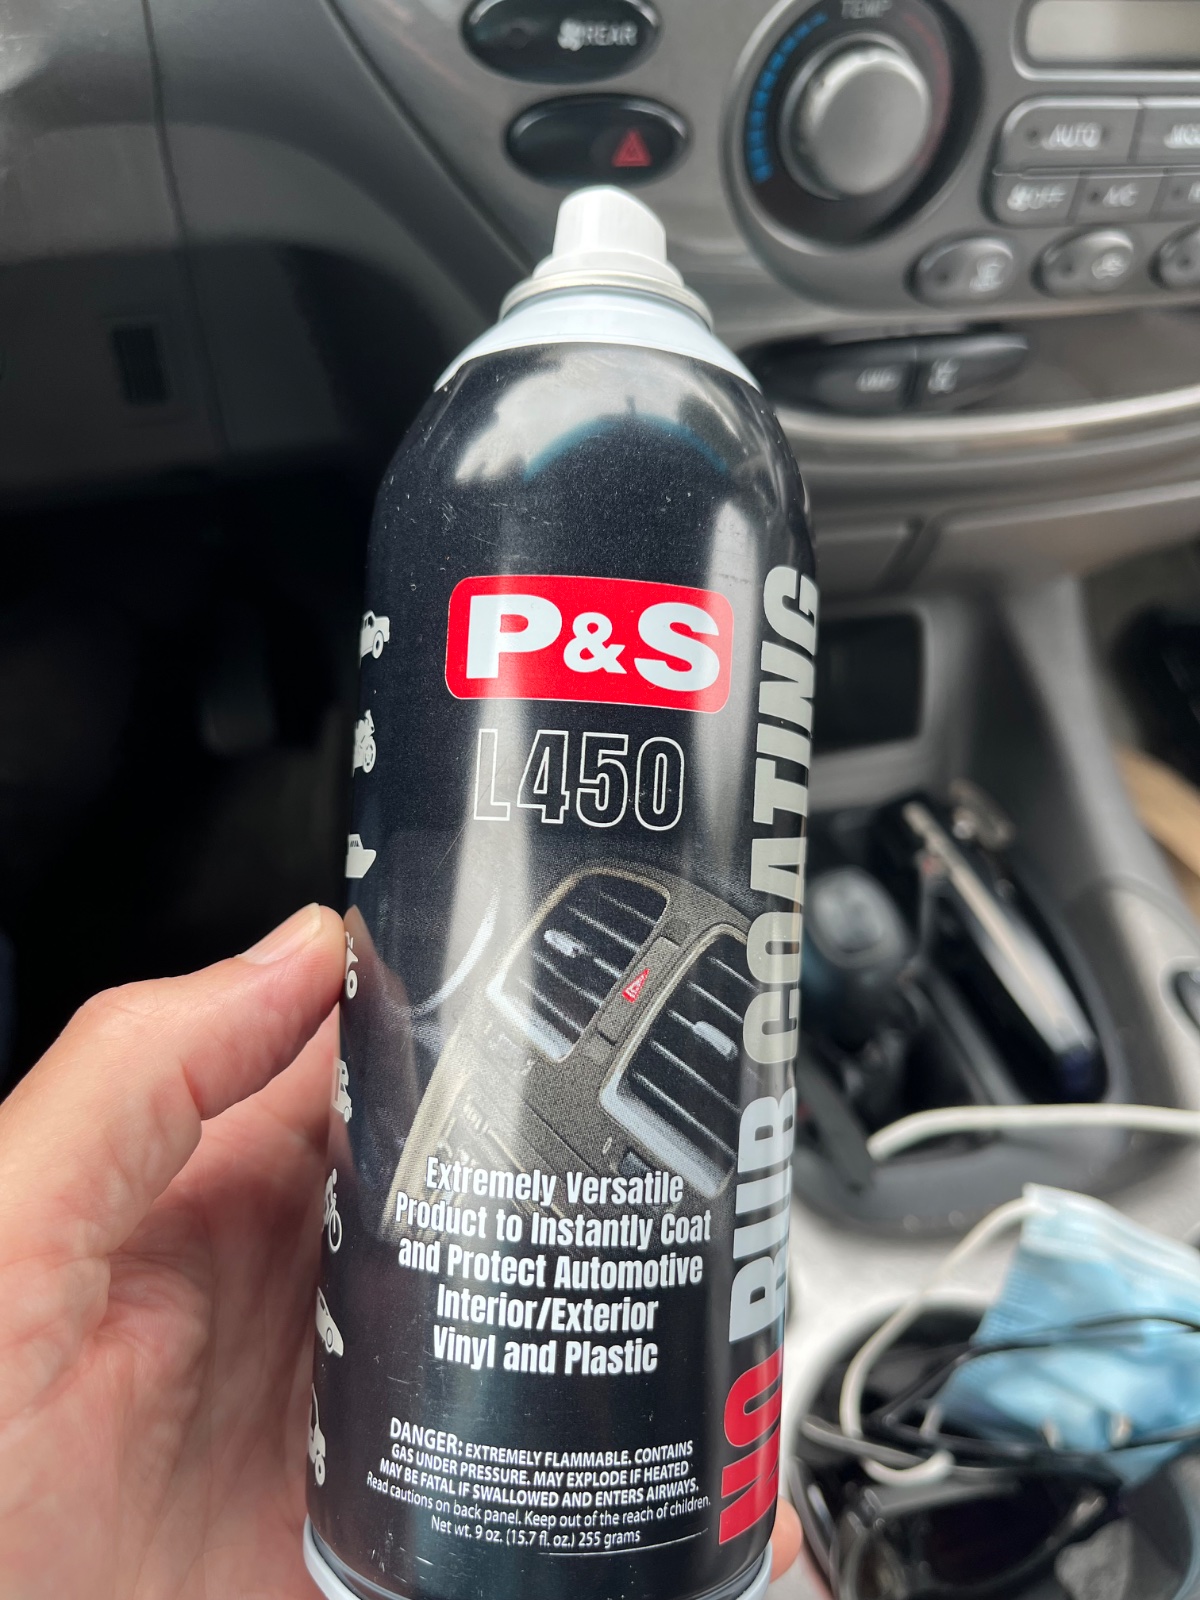 REAR
TEMP
AUTO
OFF
A/C
P&S
L450
NO RUB COATING
Extremely Versatile
Product to Instantly Coat
and Protect Automotive
Interior/Exterior
Vinyl and Plastic
DANGER: EXTREMELY FLAMMABLE. CONTAINS
GAS UNDER PRESSURE. MAY EXPLODE IF HEATED
MAY BE FATAL IF SWALLOWED AND ENTERS AIRWAYS.
Read cautions on back panel. Keep out of the reach of children.
Net wt. 9 oz. (15.7 fl. oz.) 255 grams